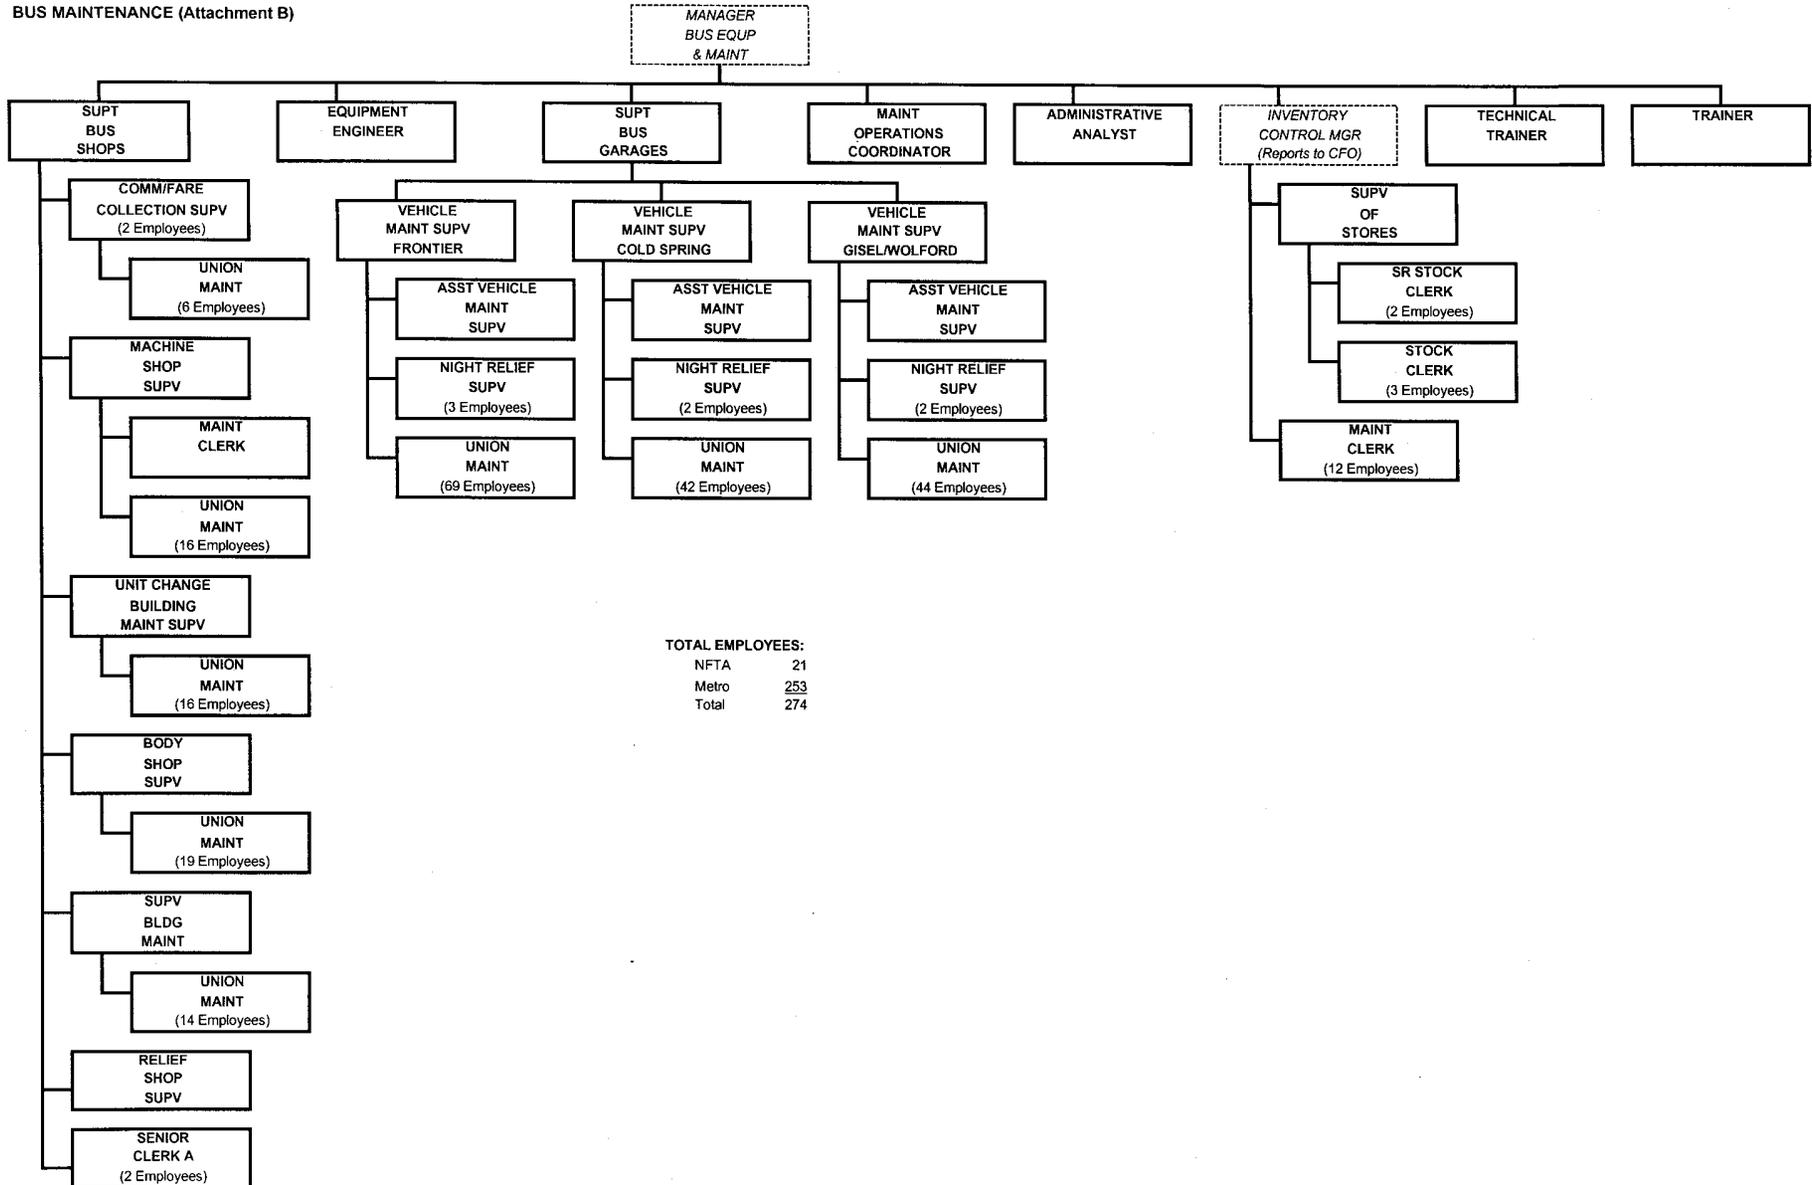 BUS MAINTENANCE (Attachment B)
MANAGER
BUS EQUP
& MAINT
SUPT
BUS
SHOPS
EQUIPMENT
ENGINEER
SUPT
BUS
GARAGES
MAINT
OPERATIONS
COORDINATOR
ADMINISTRATIVE
ANALYST
INVENTORY
CONTROL MGR
(Reports to CFO)
TECHNICAL
TRAINER
TRAINER
COMM/FARE
COLLECTION SUPV
(2 Employees)
UNION
MAINT
(6 Employees)
MACHINE
SHOP
SUPV
MAINT
CLERK
UNION
MAINT
(16 Employees)
UNIT CHANGE
BUILDING
MAINT SUPV
UNION
MAINT
(16 Employees)
BODY
SHOP
SUPV
UNION
MAINT
(19 Employees)
SUPV
BLDG
MAINT
UNION
MAINT
(14 Employees)
RELIEF
SHOP
SUPV
SENIOR
CLERK A
(2 Employees)
VEHICLE
MAINT SUPV
FRONTIER
ASST VEHICLE
MAINT
SUPV
NIGHT RELIEF
SUPV
(3 Employees)
UNION
MAINT
(69 Employees)
VEHICLE
MAINT SUPV
COLD SPRING
ASST VEHICLE
MAINT
SUPV
NIGHT RELIEF
SUPV
(2 Employees)
UNION
MAINT
(42 Employees)
VEHICLE
MAINT SUPV
GISEL/WOLFORD
ASST VEHICLE
MAINT
SUPV
NIGHT RELIEF
SUPV
(2 Employees)
UNION
MAINT
(44 Employees)
SUPV
OF
STORES
SR STOCK
CLERK
(2 Employees)
STOCK
CLERK
(3 Employees)
MAINT
CLERK
(12 Employees)
TOTAL EMPLOYEES:
NFTA 21
Metro 253
Total 274